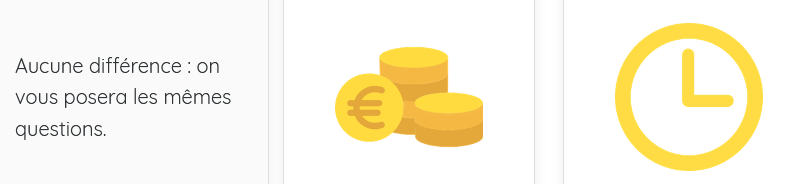 Aucune différence : on
vous posera les mêmes
questions.